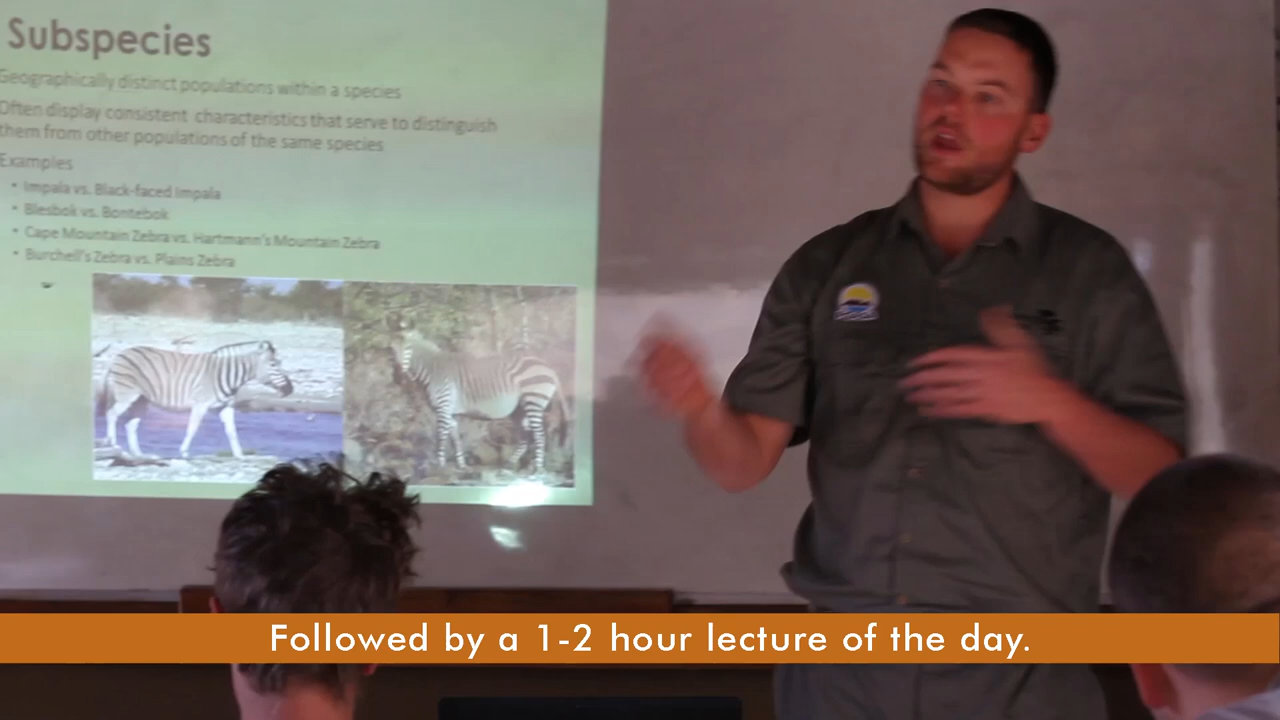 Subspecies
Geographically distinct populations within a species
Often display consistent characteristics that serve to distinguish
them from other populations of the same species
Examples
• Impala vs. Black-faced Impala
• Blesbok vs. Bontebok
• Cape Mountain Zebra vs. Hartmann's Mountain Zebra
• Burchell's Zebra vs. Plains Zebra
Followed by a 1-2 hour lecture of the day.